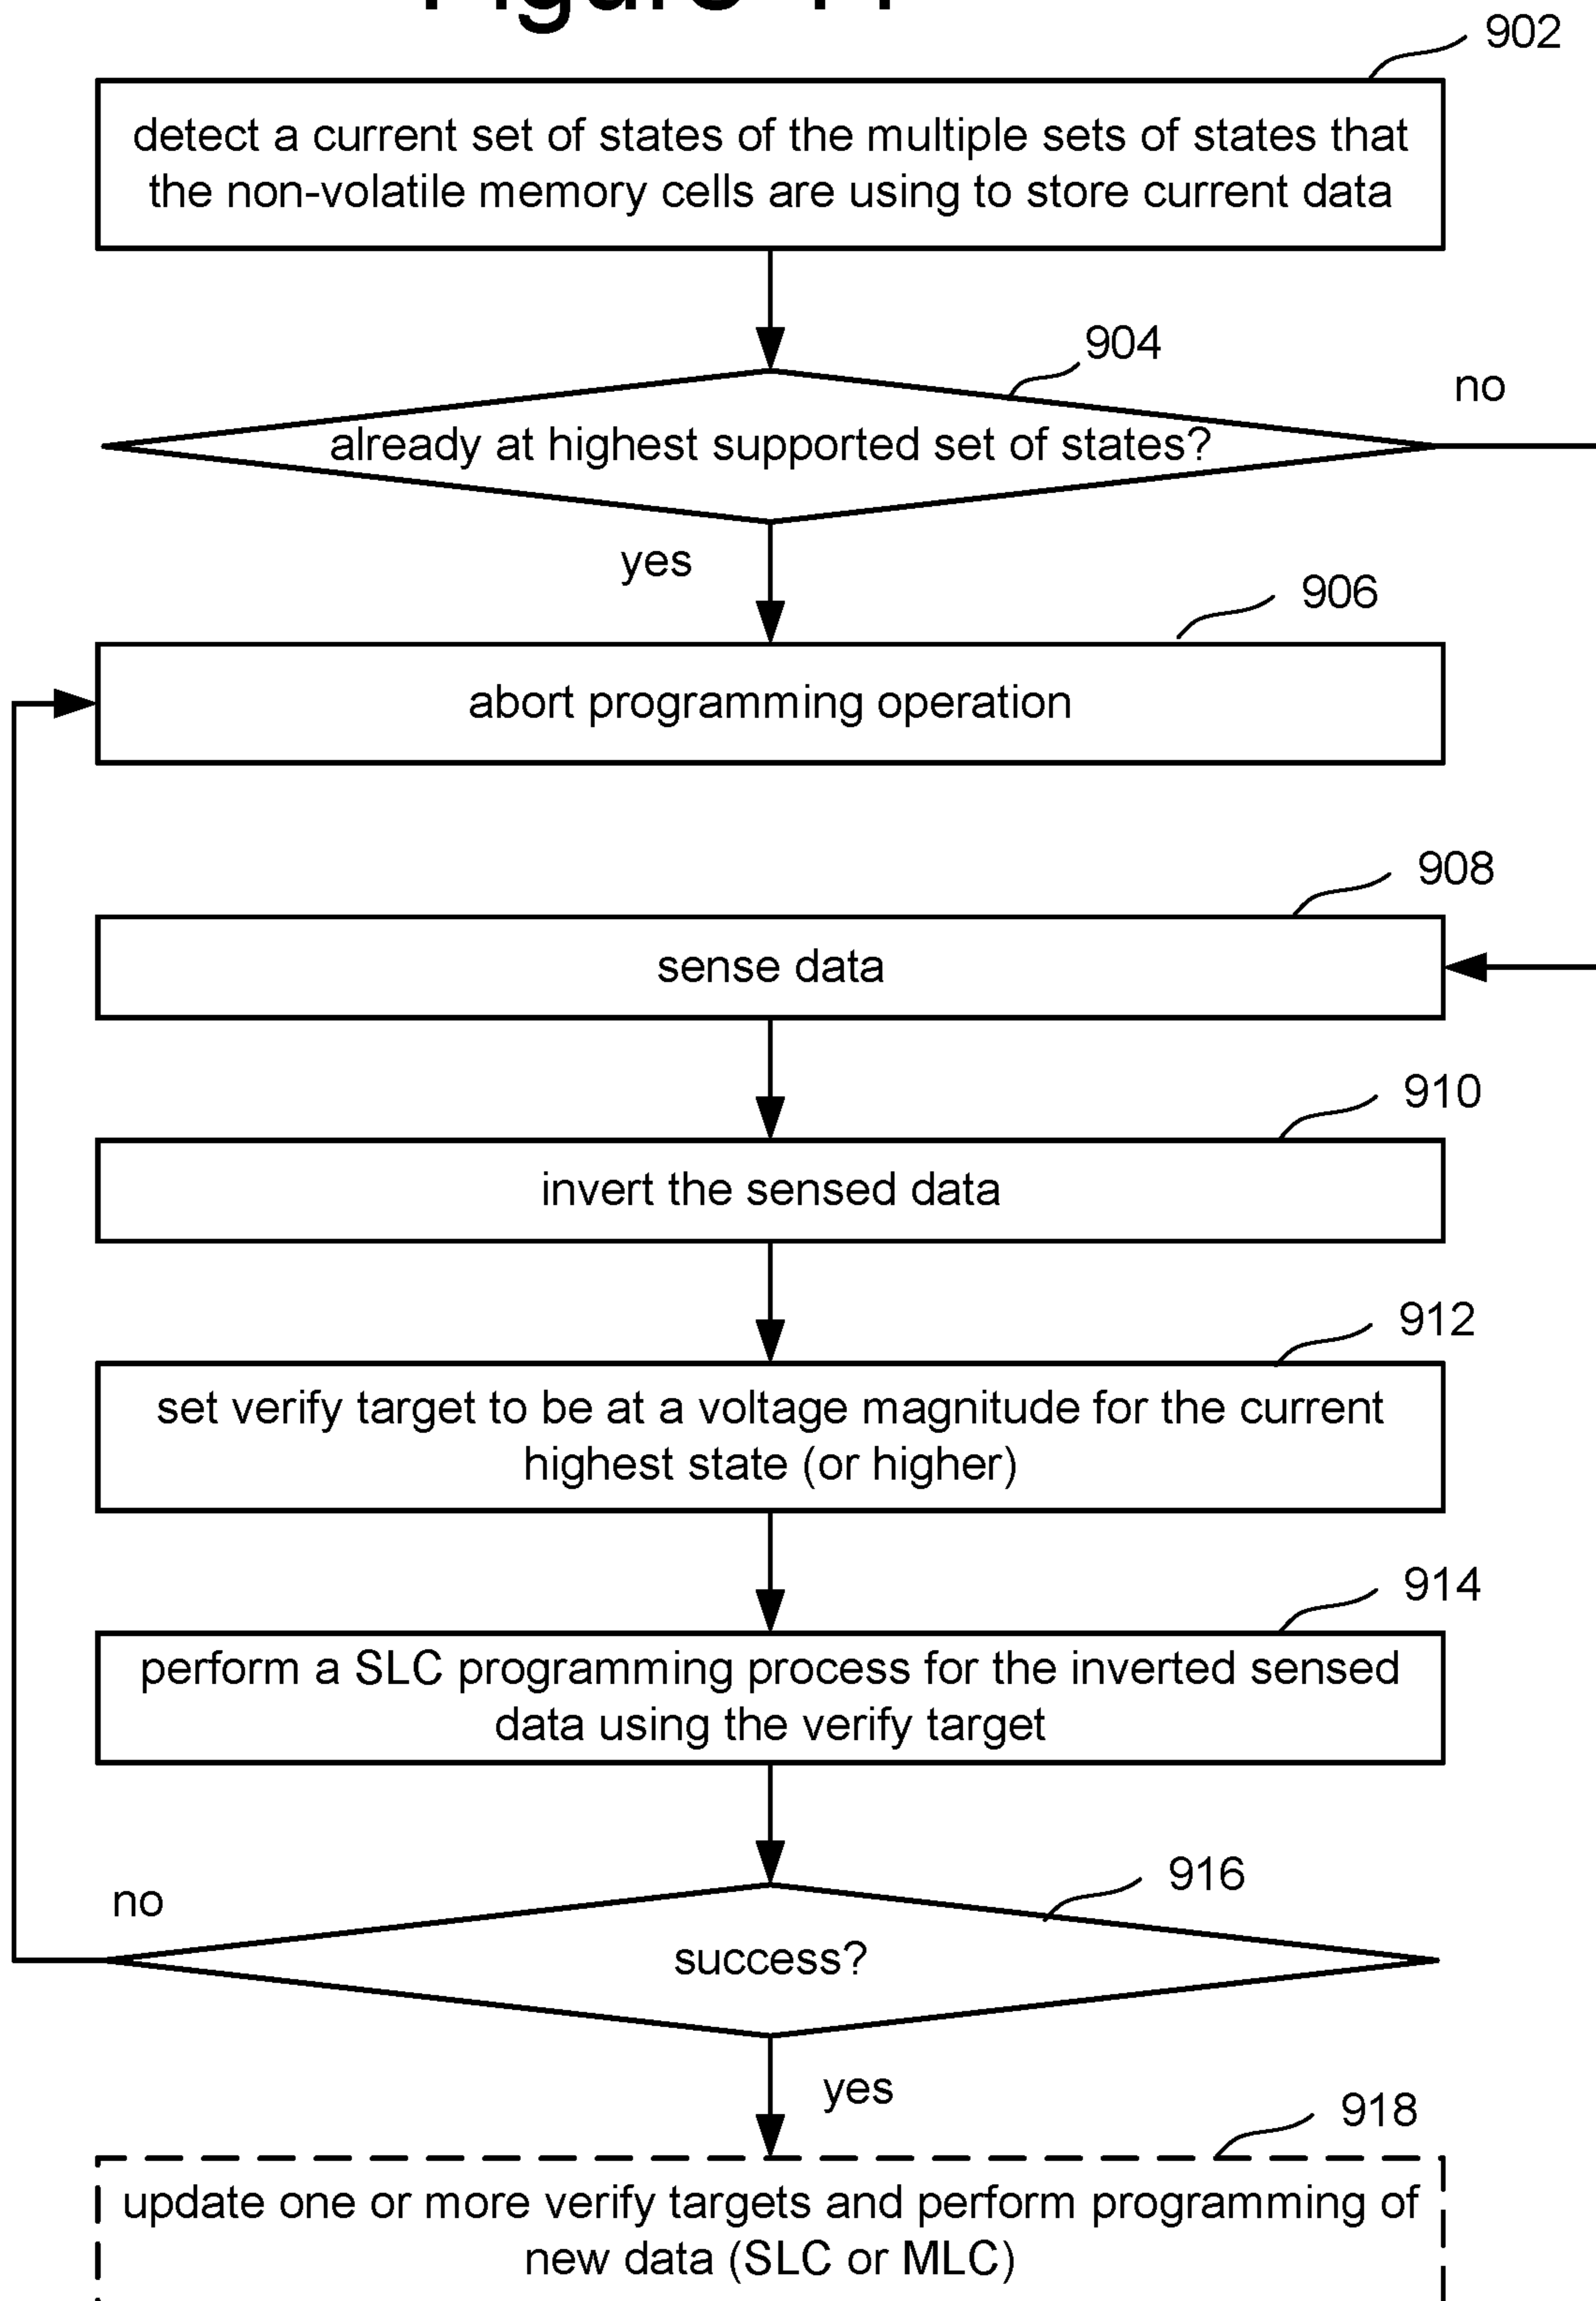 902
detect a current set of states of the multiple sets of states that
the non-volatile memory cells are using to store current data
904
no
already at highest supported set of states?
yes
906
abort programming operation
908
sense data
910
invert the sensed data
912
set verify target to be at a voltage magnitude for the current
highest state (or higher)
914
perform a SLC programming process for the inverted sensed
data using the verify target
916
no
success?
yes
918
update one or more verify targets and perform programming of
new data (SLC or MLC)